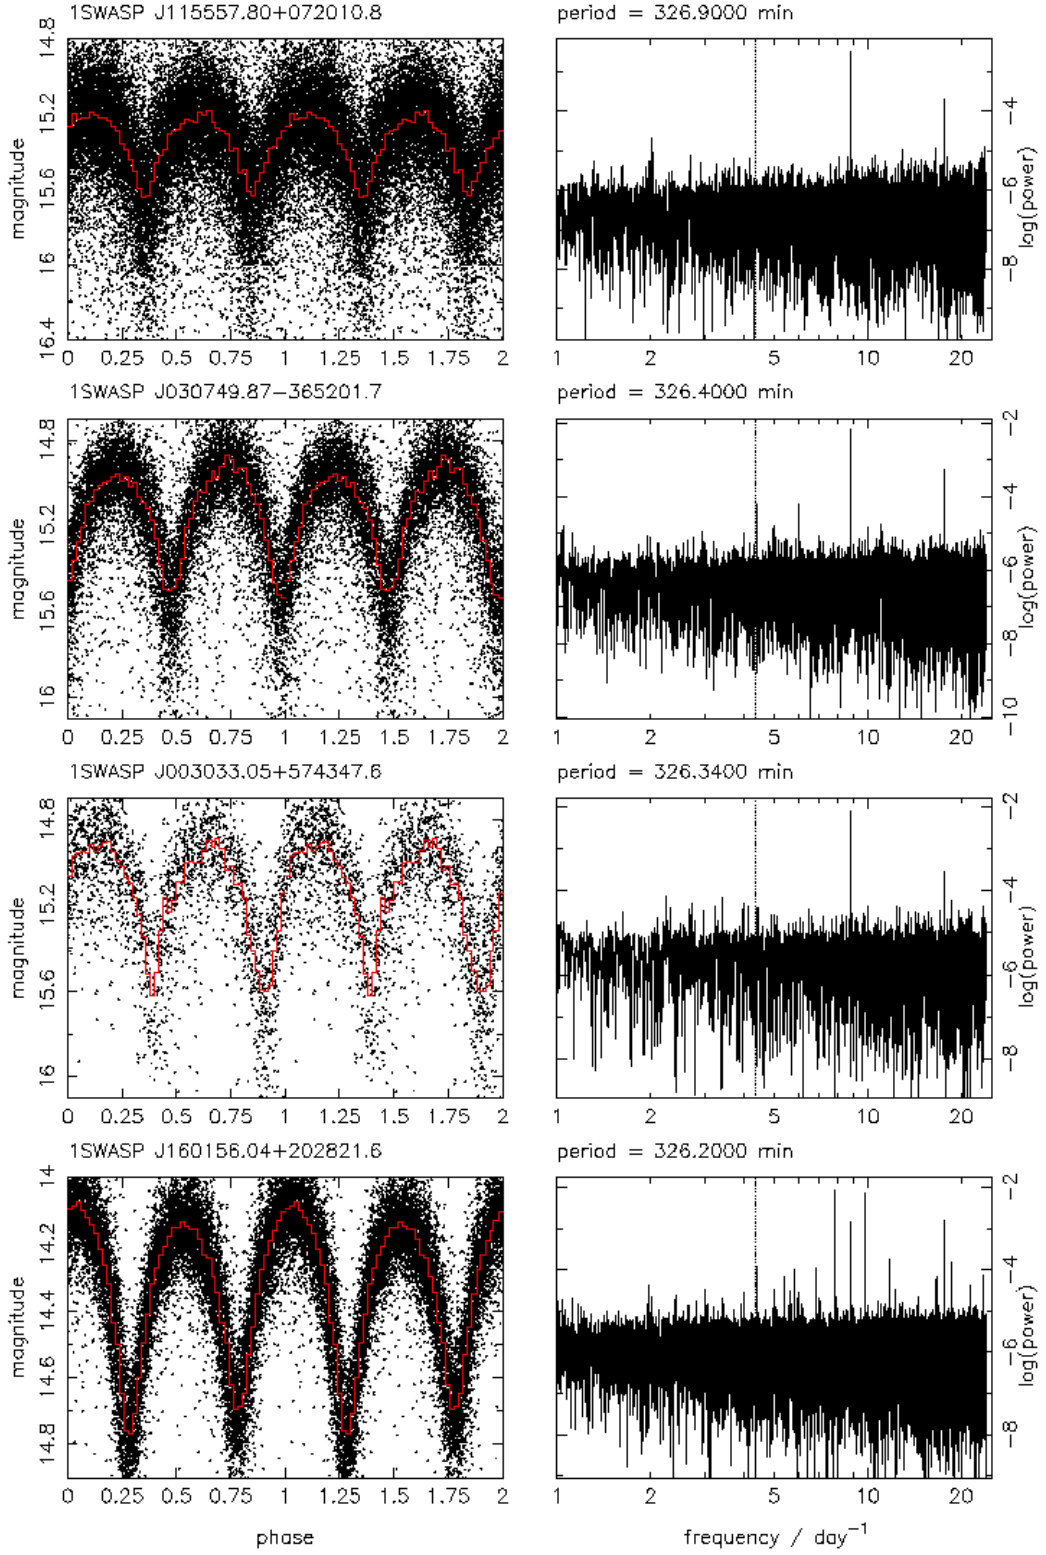 1SWASP J115557.80+072010.8
period = 326.9000 min
magnitude
14.8
15.2
15.6
16
16.4
0 0.25 0.5 0.75 1 1.25 1.5 1.75 2
log(power)
-4
-6
-8
1 2 5 10 20
1SWASP J030749.87-365201.7
period = 326.4000 min
magnitude
14.8
15.2
15.6
16
0 0.25 0.5 0.75 1 1.25 1.5 1.75 2
log(power)
-2
-4
-6
-8
-10
1 2 5 10 20
1SWASP J003033.05+574347.6
period = 326.3400 min
magnitude
14.8
15.2
15.6
16
0 0.25 0.5 0.75 1 1.25 1.5 1.75 2
log(power)
-2
-4
-6
-8
1 2 5 10 20
1SWASP J160156.04+202821.6
period = 326.2000 min
magnitude
14
14.2
14.4
14.6
14.8
0 0.25 0.5 0.75 1 1.25 1.5 1.75 2
log(power)
-2
-4
-6
-8
1 2 5 10 20
phase
frequency / day⁻¹